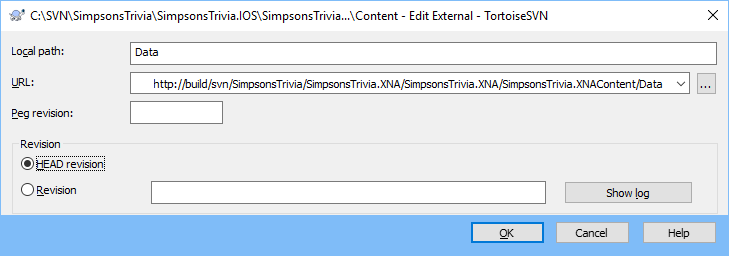 C:\SVN\SimpsonsTrivia\SimpsonsTrivia.IOS\SimpsonsTrivia...\Content - Edit External - TortoiseSVN
Local path: Data
URL: http://build/svn/SimpsonsTrivia/SimpsonsTrivia.XNA/SimpsonsTrivia.XNA/SimpsonsTrivia.XNAContent/Data ...
Peg revision:
Revision
HEAD revision
Revision Show log
OK Cancel Help